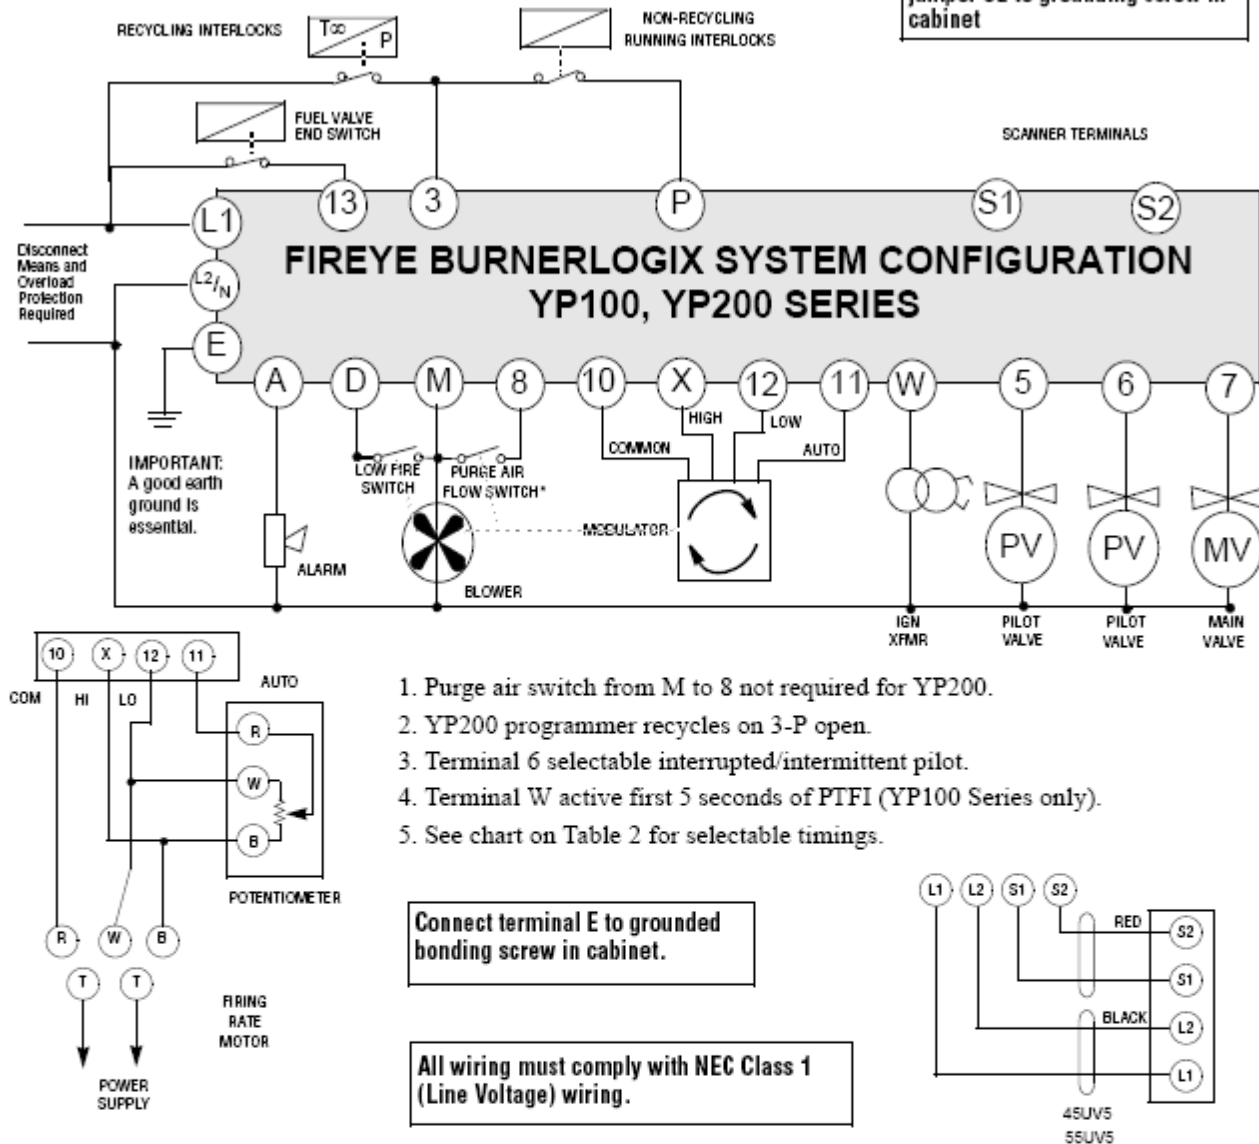 cabinet
RECYCLING INTERLOCKS
T∞
P
NON-RECYCLING
RUNNING INTERLOCKS
FUEL VALVE
END SWITCH
SCANNER TERMINALS
L1
13
3
P
S1
S2
Disconnect
Means and
Overload
Protection
Required
L2/N
E
FIREYE BURNERLOGIX SYSTEM CONFIGURATION
YP100, YP200 SERIES
A
D
M
8
10
X
12
11
W
5
6
7
HIGH
LOW
COMMON
AUTO
IMPORTANT:
A good earth
ground is
essential.
LOW FIRE
SWITCH
PURGE AIR
FLOW SWITCH*
MODULATOR
ALARM
BLOWER
PV
PV
MV
IGN
XFMR
PILOT
VALVE
PILOT
VALVE
MAIN
VALVE
10
X
12
11
COM
HI
LO
AUTO
R
W
B
POTENTIOMETER
R
W
B
T
T
FIRING
RATE
MOTOR
POWER
SUPPLY
1. Purge air switch from M to 8 not required for YP200.
2. YP200 programmer recycles on 3-P open.
3. Terminal 6 selectable interrupted/intermittent pilot.
4. Terminal W active first 5 seconds of PTFI (YP100 Series only).
5. See chart on Table 2 for selectable timings.
Connect terminal E to grounded
bonding screw in cabinet.
All wiring must comply with NEC Class 1
(Line Voltage) wiring.
L1
L2
S1
S2
RED
S2
S1
BLACK
L2
L1
45UV5
55UV5